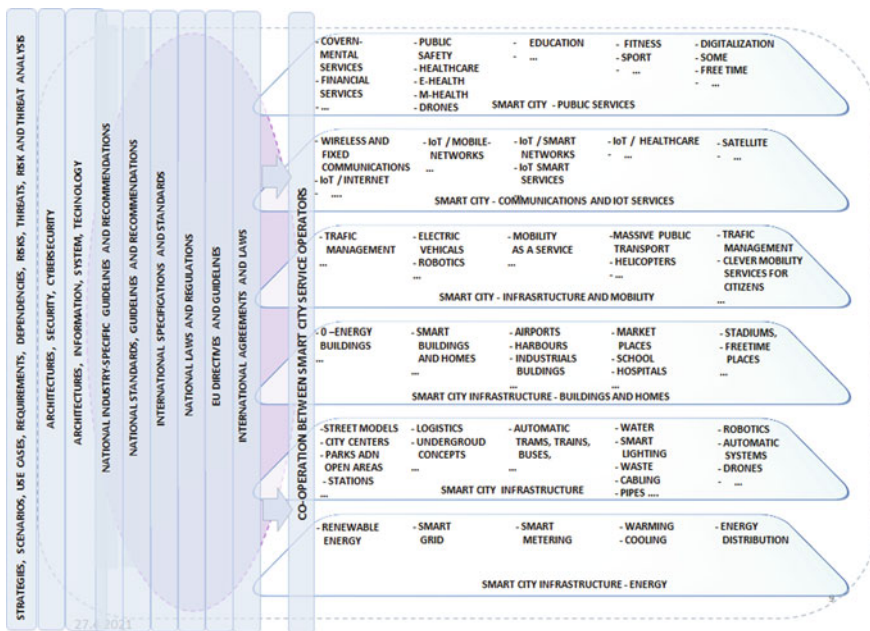 STRATEGIES, SCENARIOS, USE CASES, REQUIREMENTS, DEPENDENCIES, RISKS, THREATS, RISK AND THREAT ANALYSIS
ARCHITECTURES, SECURITY, CYBERSECURITY
ARCHITECTURES, INFORMATION, SYSTEM, TECHNOLOGY
NATIONAL INDUSTRY-SPECIFIC GUIDELINES AND RECOMMENDATIONS
NATIONAL STANDARDS, GUIDELINES AND RECOMMENDATIONS
INTERNATIONAL SPECIFICATIONS AND STANDARDS
NATIONAL LAWS AND REGULATIONS
EU DIRECTIVES AND GUIDELINES
INTERNATIONAL AGREEMENTS AND LAWS
CO-OPERATION BETWEEN SMART CITY SERVICE OPERATORS
- COVERN-
MENTAL
SERVICES
- FINANCIAL
SERVICES
- ...
- PUBLIC
SAFETY
- HEALTHCARE
- E-HEALTH
- M-HEALTH
- DRONES
- EDUCATION
- ...
- FITNESS
- SPORT
- ...
- DIGITALIZATION
- SOME
- FREE TIME
- ...
SMART CITY - PUBLIC SERVICES
- WIRELESS AND
FIXED
COMMUNICATIONS
- IoT / INTERNET
- ....
- IoT / MOBILE-
NETWORKS
...
- IoT / SMART
NETWORKS
- IoT SMART
SERVICES
- IoT / HEALTHCARE
- ...
- SATELLITE
- ...
SMART CITY - COMMUNICATIONS AND IOT SERVICES
- TRAFIC
MANAGEMENT
...
- ELECTRIC
VEHICALS
- ROBOTICS
...
- MOBILITY
AS A SERVICE
...
- MASSIVE PUBLIC
TRANSPORT
- HELICOPTERS
- ...
- TRAFIC
MANAGEMENT
- CLEVER MOBILITY
SERVICES FOR
CITIZENS
...
SMART CITY - INFRASRTUCTURE AND MOBILITY
- 0 -ENERGY
BUILDINGS
...
- SMART
BUILDINGS
AND HOMES
...
- AIRPORTS
- HARBOURS
- INDUSTRIALS
BULDINGS
...
- MARKET
PLACES
- SCHOOL
- HOSPITALS
...
- STADIUMS,
- FREETIME
PLACES
...
SMART CITY INFRASTRUCTURE - BUILDINGS AND HOMES
-STREET MODELS
- CITY CENTERS
- PARKS ADN
OPEN AREAS
- STATIONS
...
- LOGISTICS
- UNDERGROUD
CONCEPTS
...
- AUTOMATIC
TRAMS, TRAINS,
BUSES,
...
- WATER
- SMART
LIGHTING
- WASTE
- CABLING
- PIPES ....
- ROBOTICS
- AUTOMATIC
SYSTEMS
- DRONES
- ...
SMART CITY INFRASTRUCTURE
- RENEWABLE
ENERGY
- SMART
GRID
- SMART
METERING
- WARMING
- COOLING
- ENERGY
DISTRIBUTION
SMART CITY INFRASTRUCTURE - ENERGY